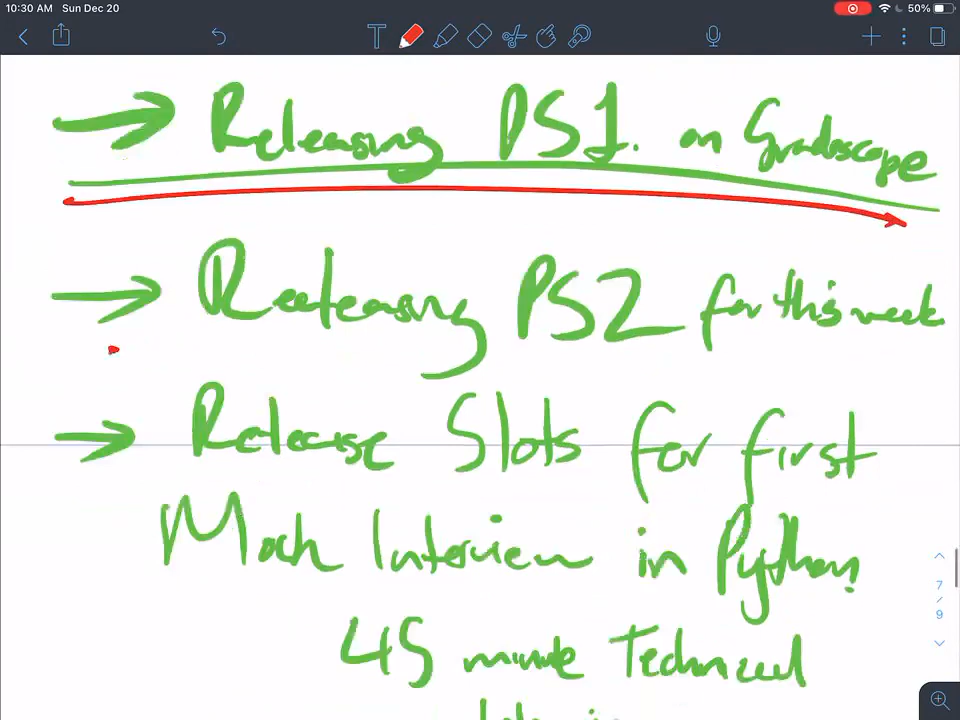 10:30 AM Sun Dec 20
50%
T
→ Releasing PS1. on Gradescope
→ Releasing PS2 for this week
→ Release Slots for first
Mock Interview in Python!
45 minute Technical
7
/
9